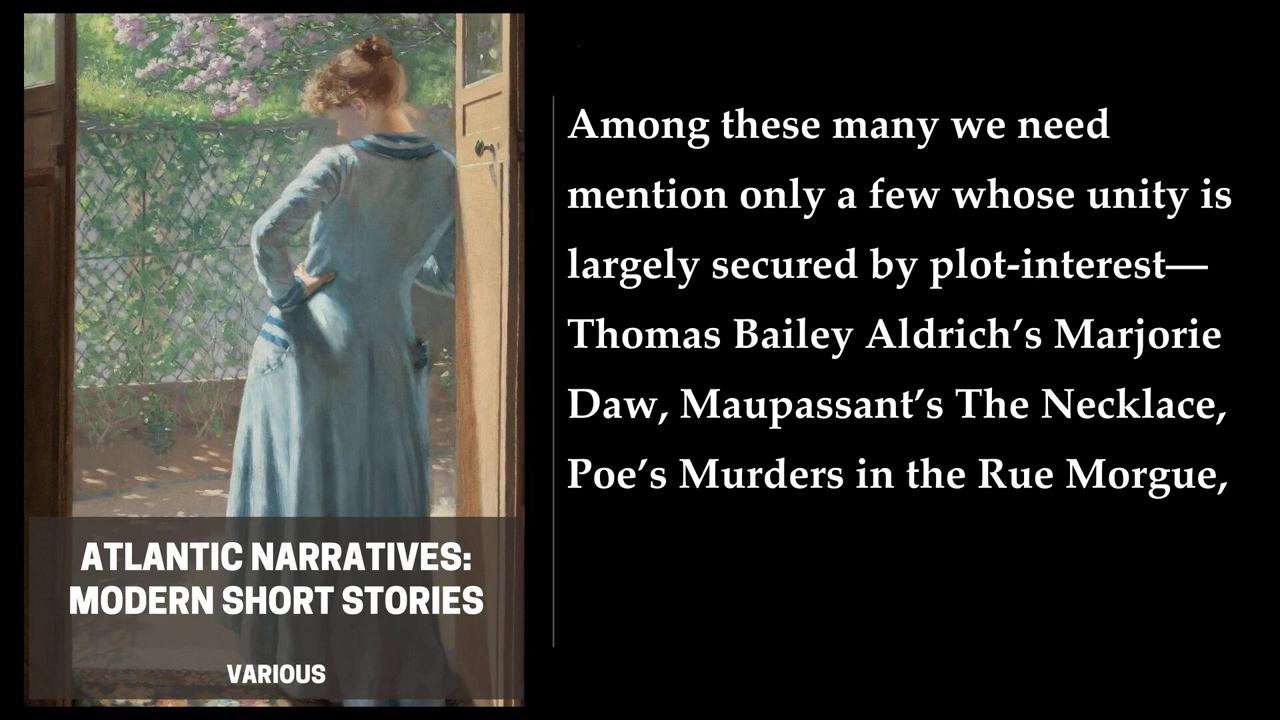 Among these many we need
mention only a few whose unity is
largely secured by plot-interest—
Thomas Bailey Aldrich’s Marjorie
Daw, Maupassant’s The Necklace,
Poe’s Murders in the Rue Morgue,
ATLANTIC NARRATIVES:
MODERN SHORT STORIES
VARIOUS